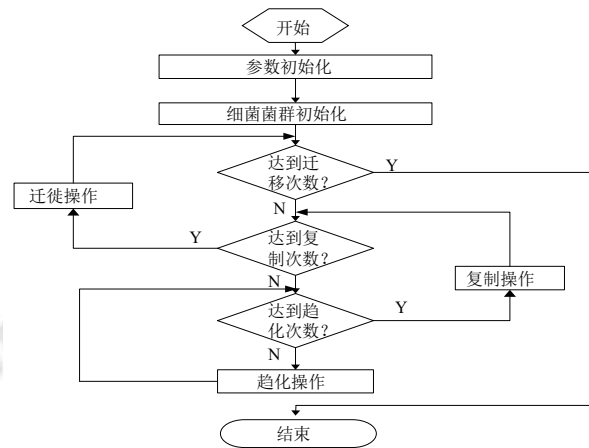 开始
参数初始化
细菌菌群初始化
达到迁
移次数？
Y
迁徙操作
N
达到复
制次数？
Y
复制操作
N
达到趋
化次数？
Y
N
趋化操作
结束